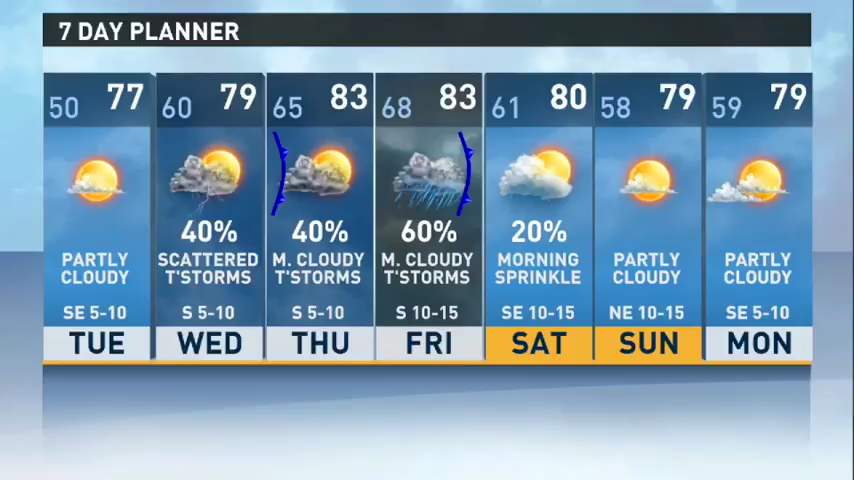 7 DAY PLANNER
50 77
60 79
65 83
68 83
61 80
58 79
59 79
40%
40%
60%
20%
PARTLY
CLOUDY
SCATTERED
T'STORMS
M. CLOUDY
T'STORMS
M. CLOUDY
T'STORMS
MORNING
SPRINKLE
PARTLY
CLOUDY
PARTLY
CLOUDY
SE 5-10
S 5-10
S 5-10
S 10-15
SE 10-15
NE 10-15
SE 5-10
TUE
WED
THU
FRI
SAT
SUN
MON